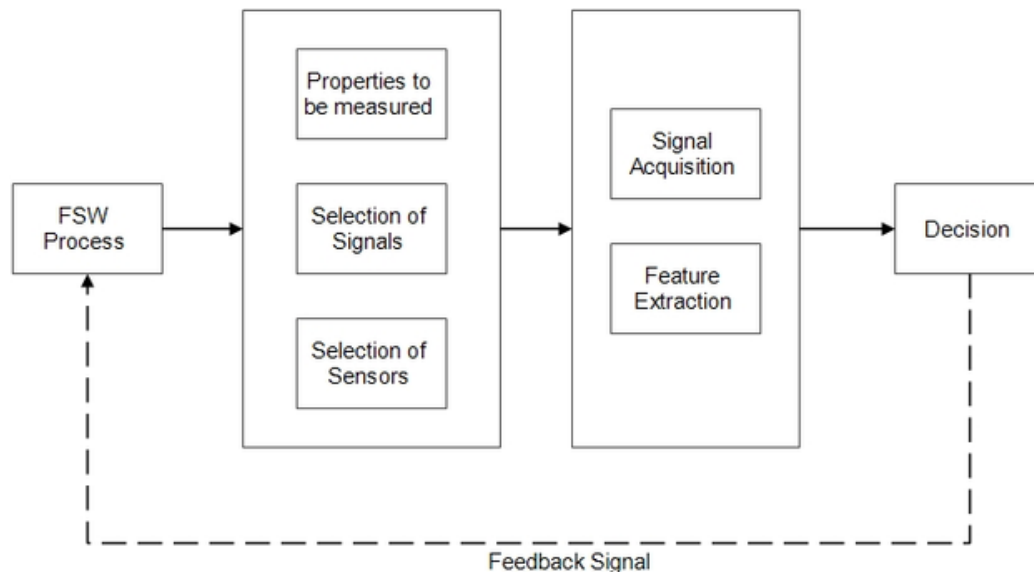 FSW
Process
Properties to
be measured
Selection of
Signals
Selection of
Sensors
Signal
Acquisition
Feature
Extraction
Decision
Feedback Signal